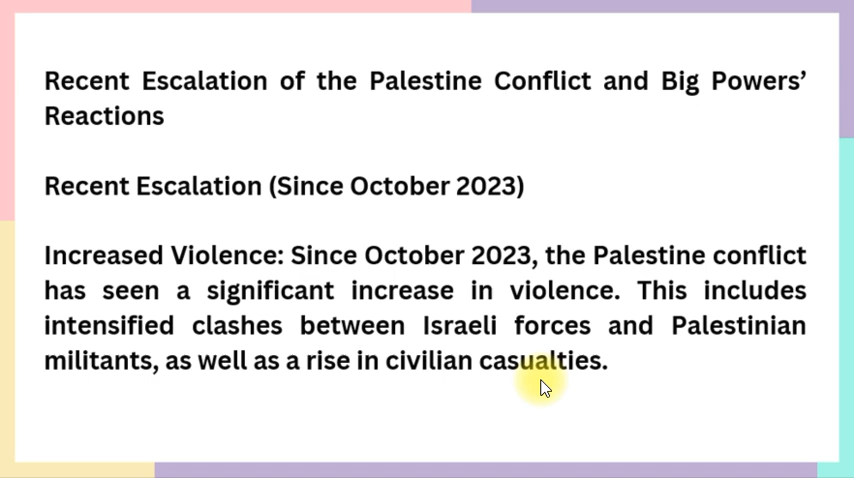 Recent Escalation of the Palestine Conflict and Big Powers’
Reactions
Recent Escalation (Since October 2023)
Increased Violence: Since October 2023, the Palestine conflict
has seen a significant increase in violence. This includes
intensified clashes between Israeli forces and Palestinian
militants, as well as a rise in civilian casualties.